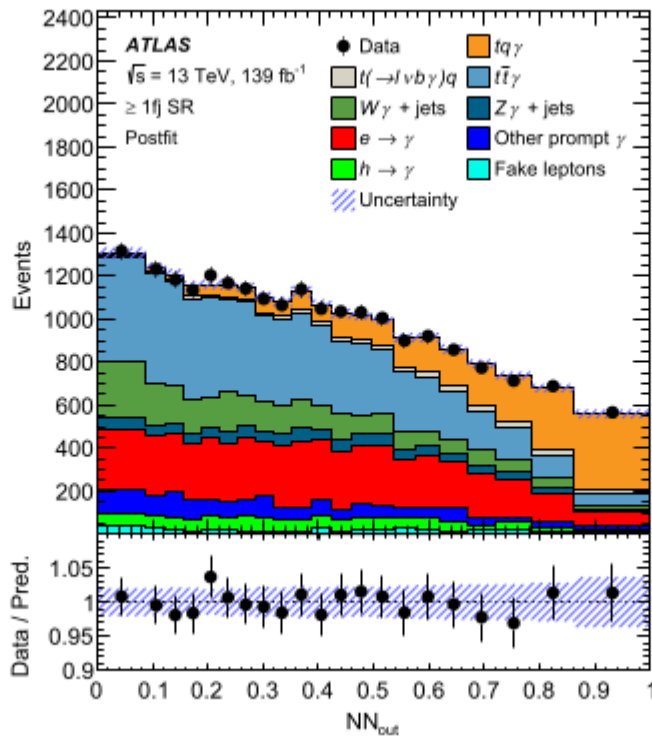 2400
2200
2000
1800
1600
1400
1200
1000
800
600
400
200
Events
ATLAS
√s = 13 TeV, 139 fb⁻¹
≥ 1fj SR
Postfit
Data
tqγ
t(→lνbγ)q
tt̄γ
Wγ + jets
Zγ + jets
e → γ
Other prompt γ
h → γ
Fake leptons
Uncertainty
Data / Pred.
1.05
1
0.95
0.9
0 0.1 0.2 0.3 0.4 0.5 0.6 0.7 0.8 0.9 1
NN_out